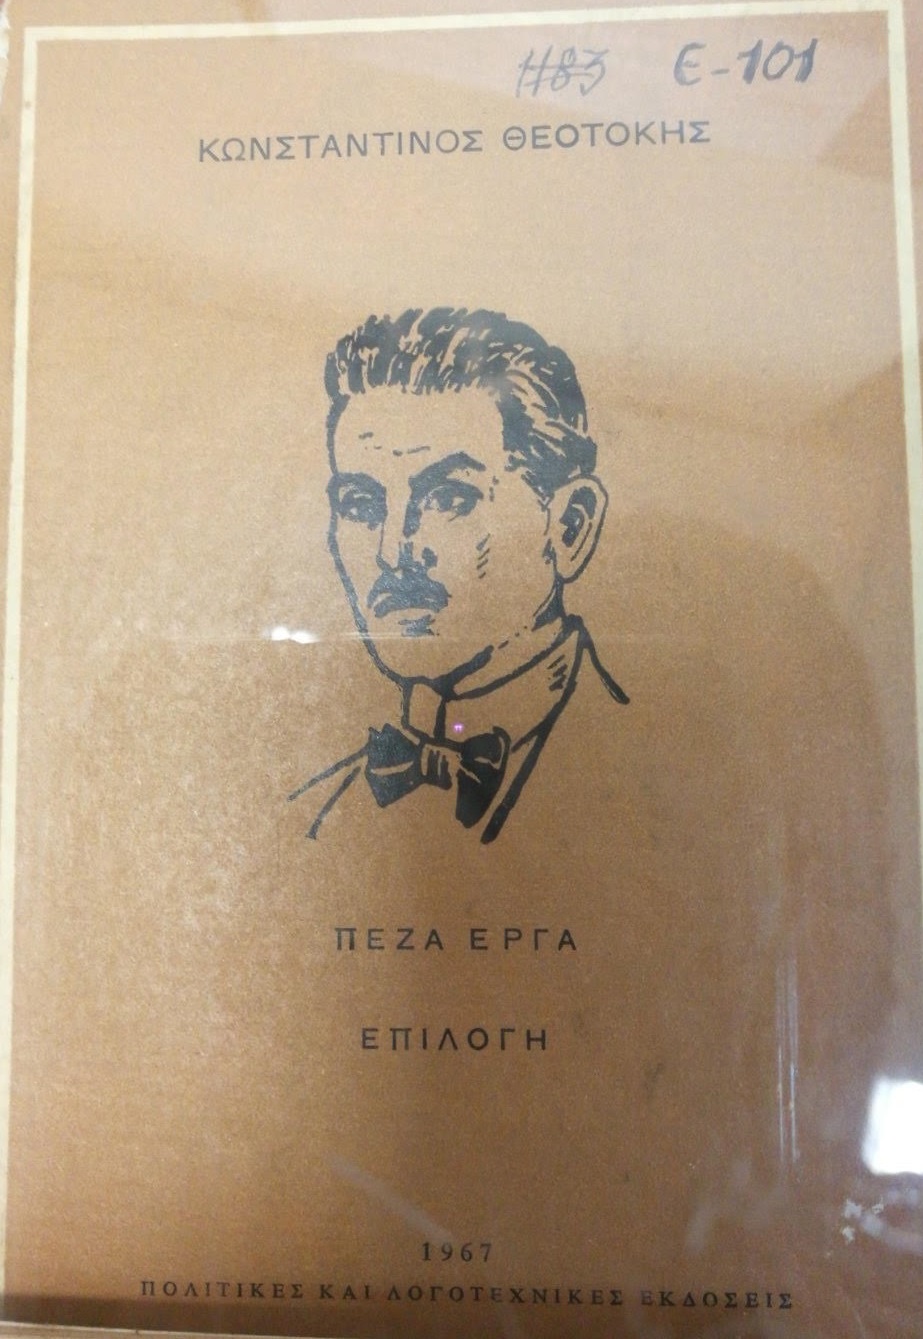 1183 Ε-101
ΚΩΝΣΤΑΝΤΙΝΟΣ ΘΕΟΤΟΚΗΣ
ΠΕΖΑ ΕΡΓΑ
ΕΠΙΛΟΓΗ
1967
ΠΟΛΙΤΙΚΕΣ ΚΑΙ ΛΟΓΟΤΕΧΝΙΚΕΣ ΕΚΔΟΣΕΙΣ